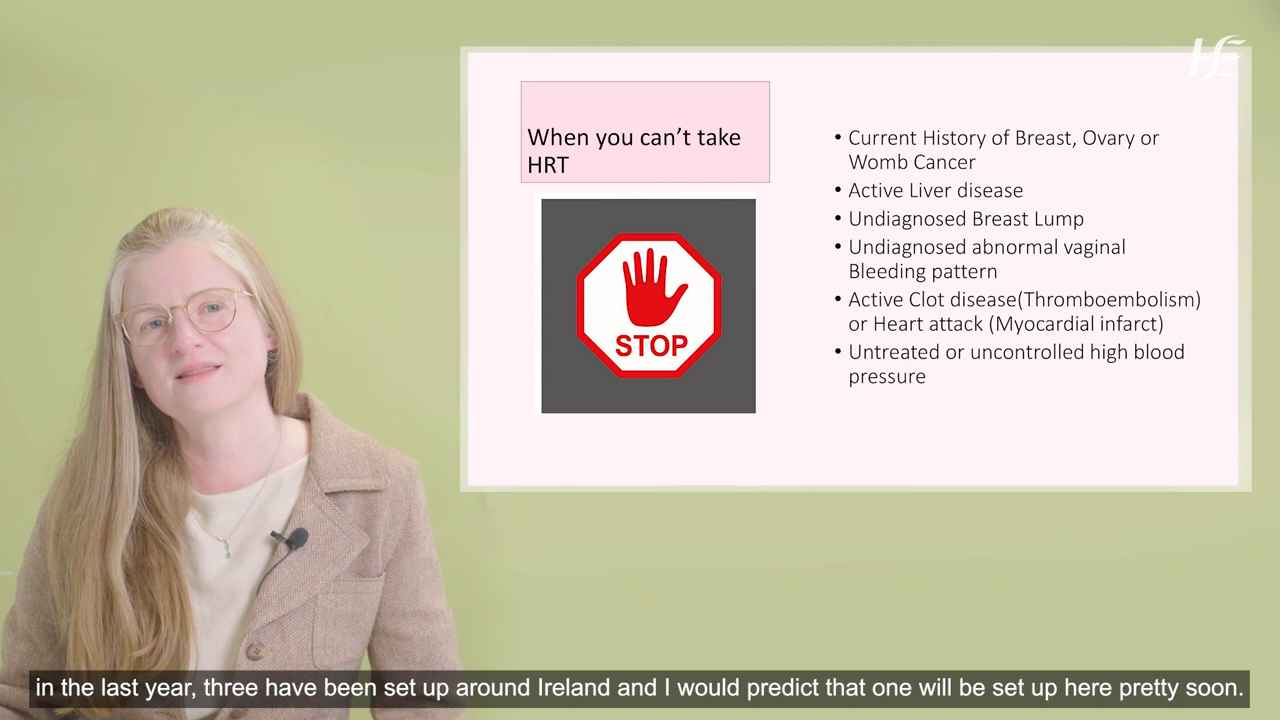 HSE
When you can’t take
HRT
STOP
• Current History of Breast, Ovary or
Womb Cancer
• Active Liver disease
• Undiagnosed Breast Lump
• Undiagnosed abnormal vaginal
Bleeding pattern
• Active Clot disease(Thromboembolism)
or Heart attack (Myocardial infarct)
• Untreated or uncontrolled high blood
pressure
in the last year, three have been set up around Ireland and I would predict that one will be set up here pretty soon.